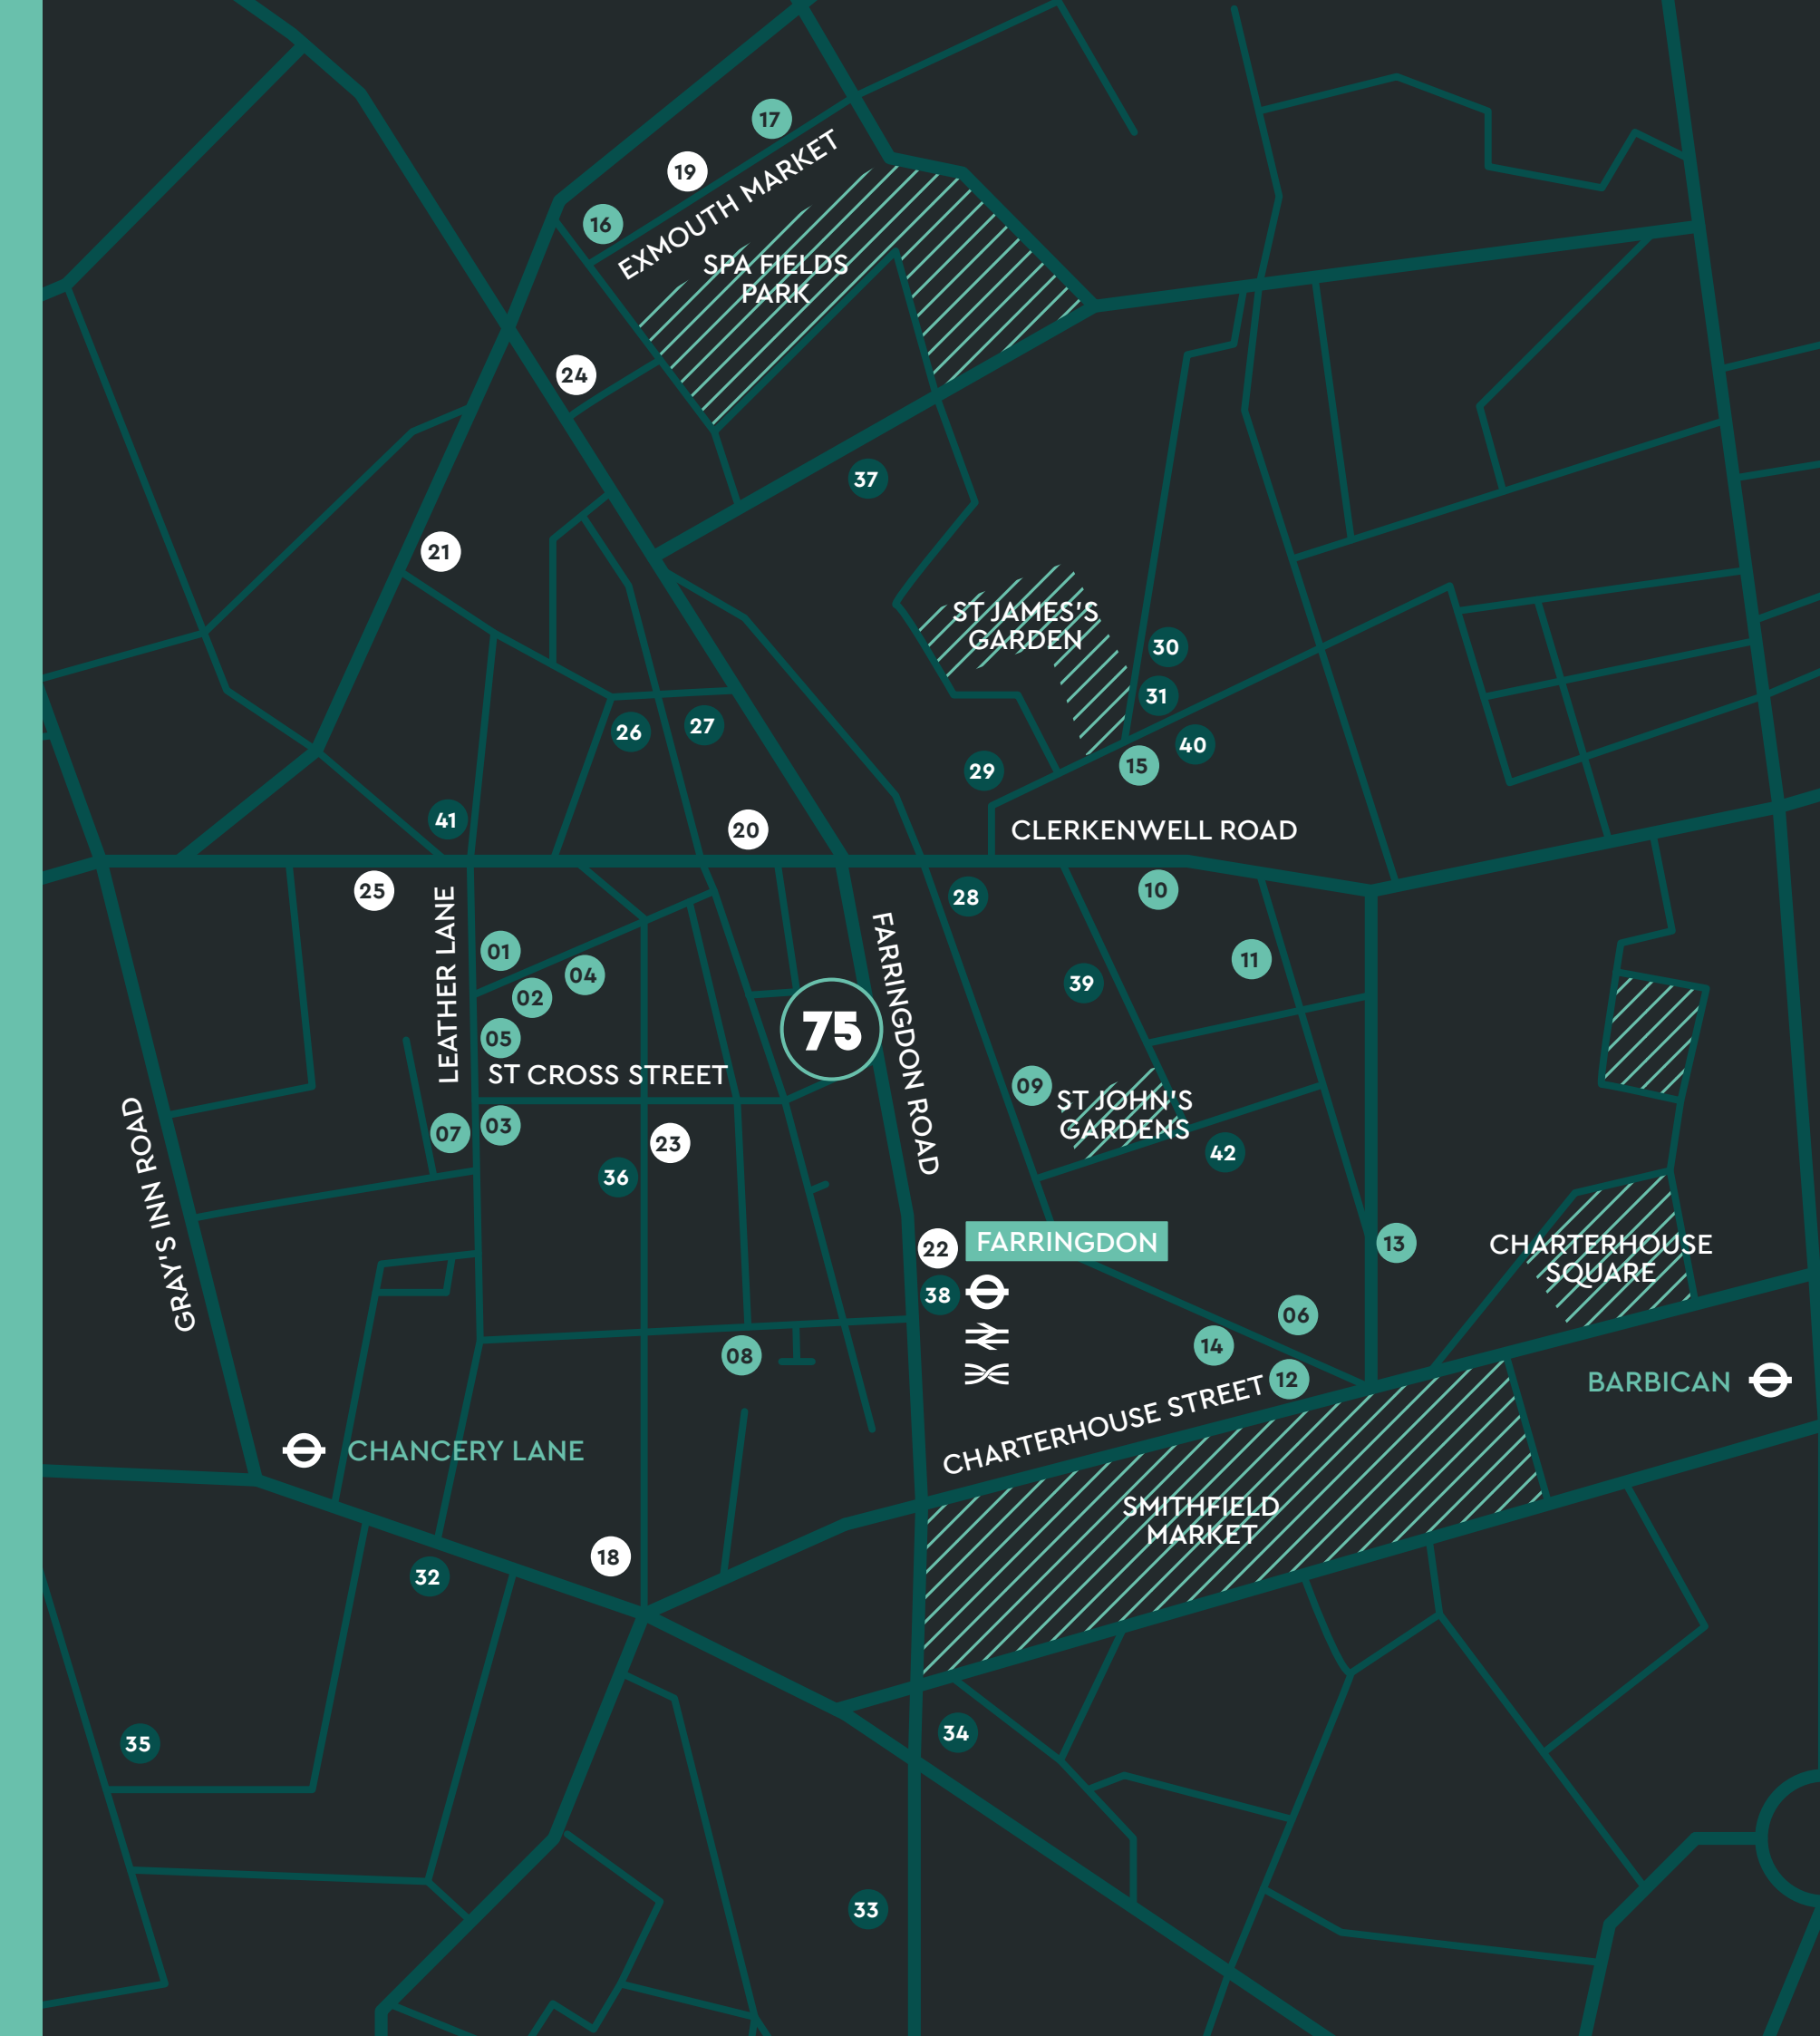 17
19
16
EXMOUTH MARKET
SPA FIELDS
PARK
24
37
21
ST JAMES'S
GARDEN
30
31
26
27
40
15
29
41
20
CLERKENWELL ROAD
25
10
28
LEATHER LANE
01
11
04
02
39
75
FARRINGDON ROAD
05
ST CROSS STREET
09
ST JOHN'S
GARDENS
03
07
23
42
36
GRAY'S INN ROAD
22
FARRINGDON
13
CHARTERHOUSE
SQUARE
38
06
14
08
12
CHARTERHOUSE STREET
BARBICAN
CHANCERY LANE
SMITHFIELD
MARKET
18
32
34
35
33